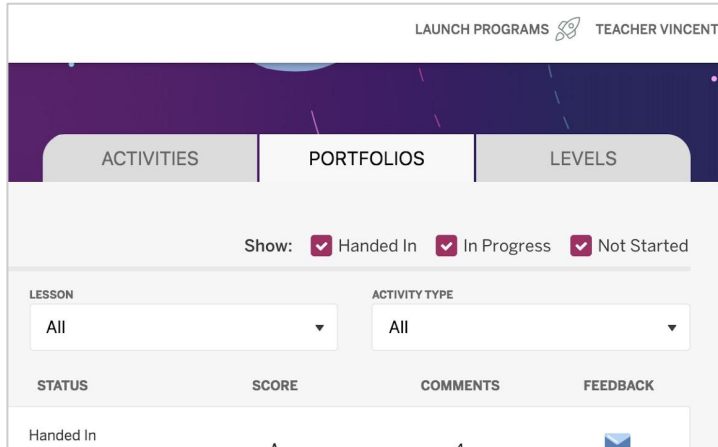 LAUNCH PROGRAMS TEACHER VINCENT
ACTIVITIES PORTFOLIOS LEVELS
Show: Handed In In Progress Not Started
LESSON ACTIVITY TYPE
All All
STATUS SCORE COMMENTS FEEDBACK
Handed In